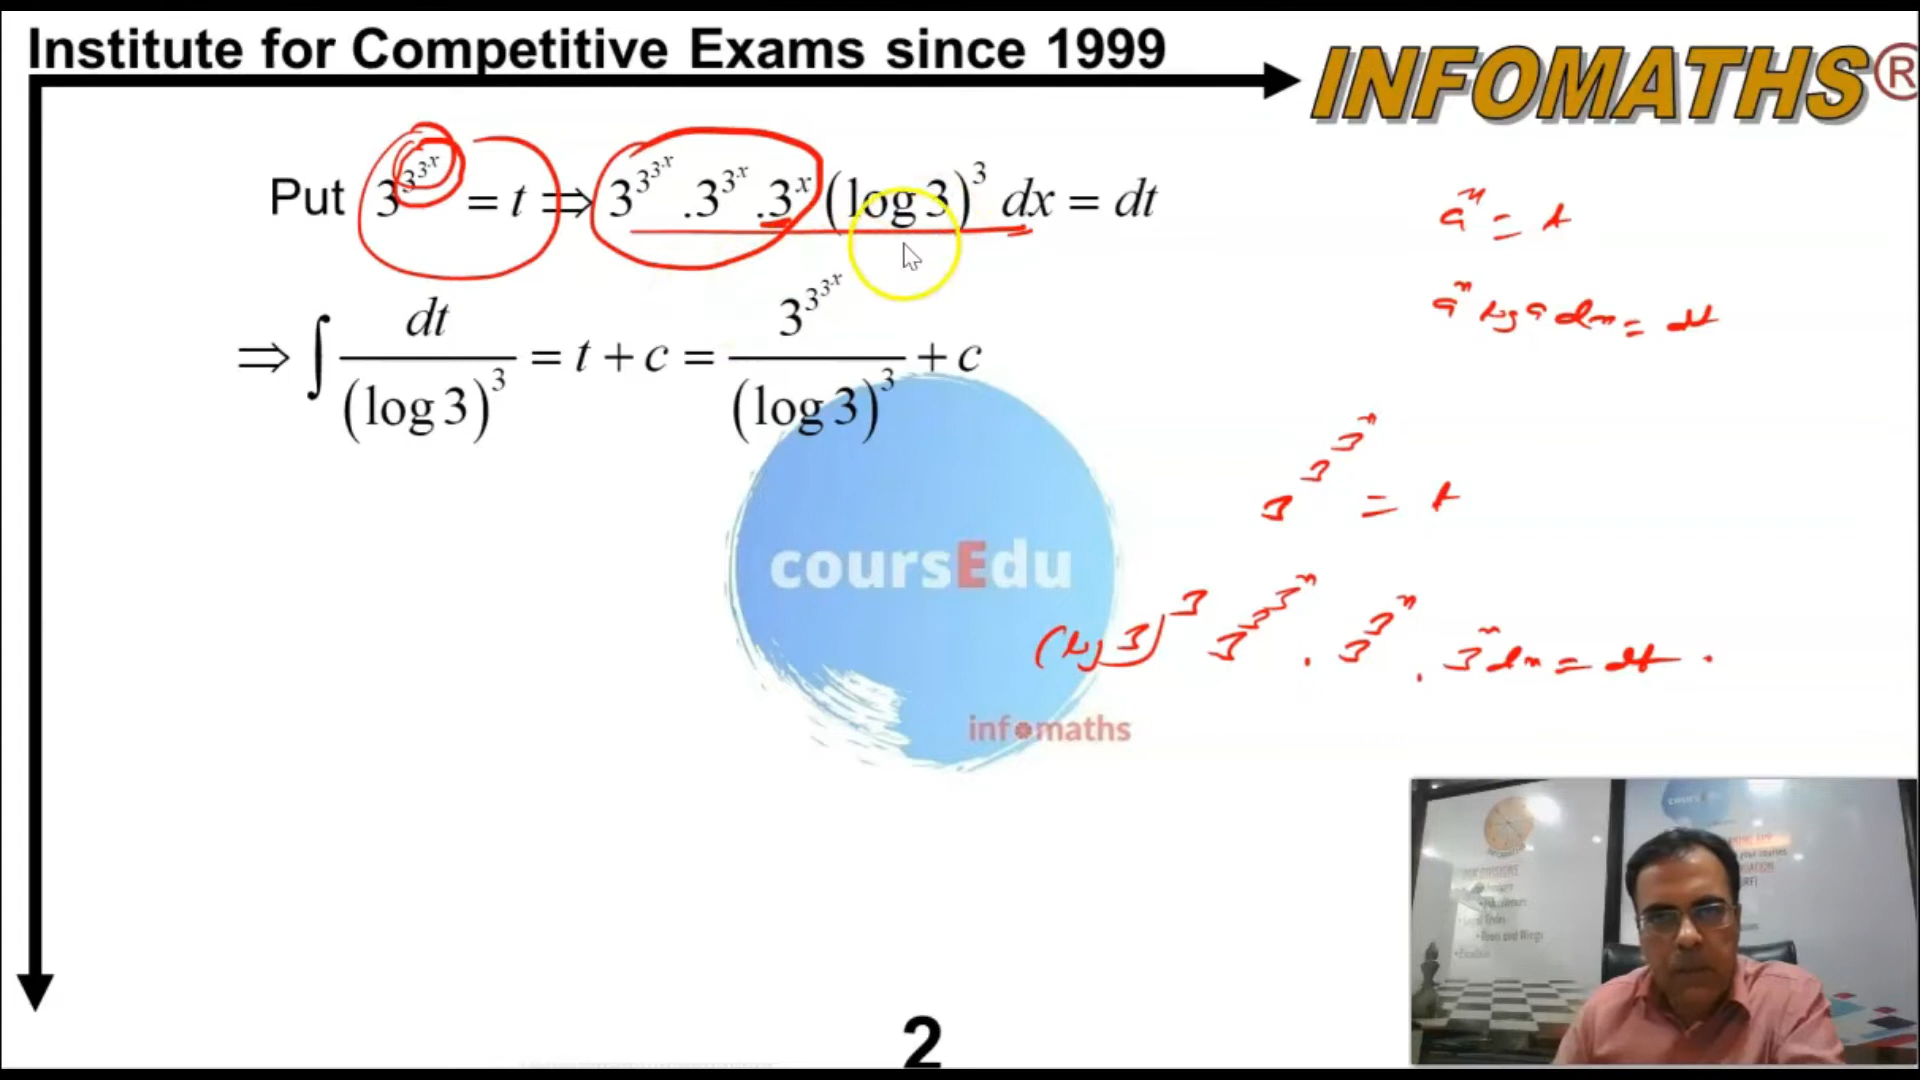 Institute for Competitive Exams since 1999
INFOMATHS®
Put 3^{3^{3^x}} = t ⇒ 3^{3^{3^x}} . 3^{3^x} . 3^x (log 3)^3 dx = dt
⇒ ∫ dt / (log 3)^3 = t + c = 3^{3^{3^x}} / (log 3)^3 + c
a^x = t
a^x log a dx = dt
3^{3^{3^x}} = t
(log 3)^3 3^{3^{3^x}} . 3^{3^x} . 3^x dx = dt .
coursEdu
infomaths
2
coursEdu